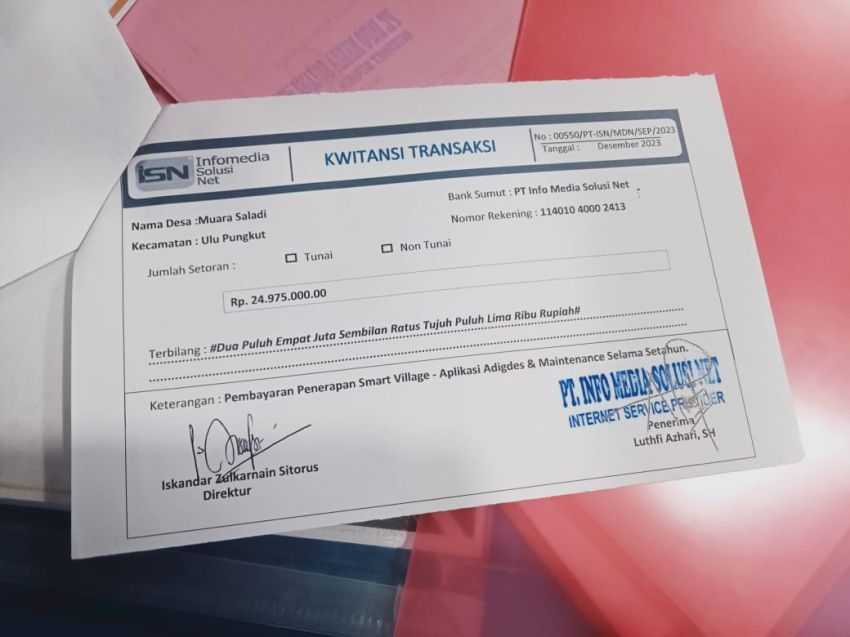 ISN Infomedia
Solusi
Net
KWITANSI TRANSAKSI
No : 00550/PT-ISN/MDN/SEP/2023
Tanggal : Desember 2023
Nama Desa :Muara Saladi
Kecamatan : Ulu Pungkut
Bank Sumut : PT Info Media Solusi Net
Nomor Rekening : 114010 4000 2413
Jumlah Setoran :
Tunai
Non Tunai
Rp. 24.975.000.00
Terbilang : #Dua Puluh Empat Juta Sembilan Ratus Tujuh Puluh Lima Ribu Rupiah#
Keterangan : Pembayaran Penerapan Smart Village - Aplikasi Adigdes & Maintenance Selama Setahun.
PT. INFO MEDIA SOLUSI NET
INTERNET SERVICE PROVIDER
Penerima
Luthfi Azhari, SH
Iskandar Zulkarnain Sitorus
Direktur